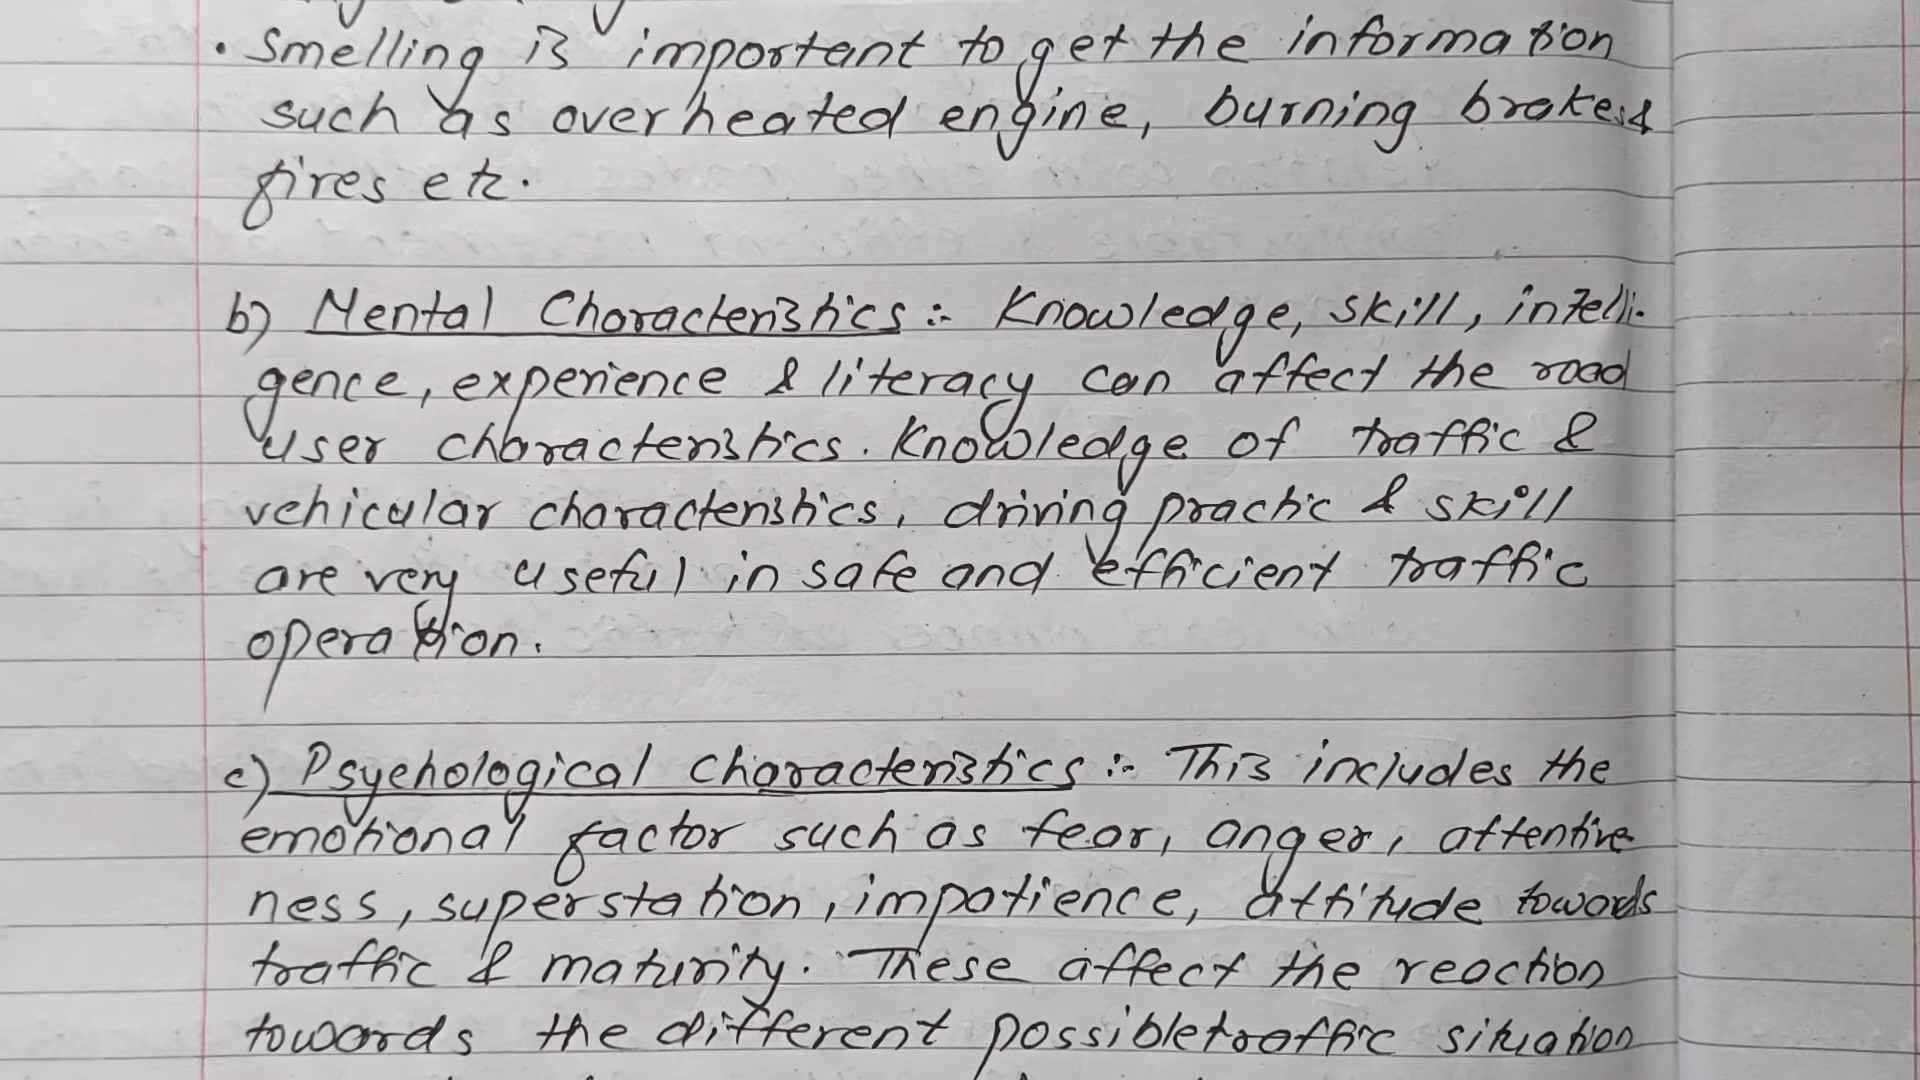 • Smelling is important to get the information
such as overheated engine, burning brakes &
fires etc.
b) Mental Characteristics :- Knowledge, skill, intelli-
gence, experience & literacy can affect the road
user characteristics. Knowledge of traffic &
vehicular characteristics, driving practic & skill
are very useful in safe and efficient traffic
operation.
c) Psychological characteristics :- This includes the
emotional factor such as fear, anger, attentive
ness, superstation, impatience, attitude towards
traffic & maturity. These affect the reaction
towards the different possible traffic situation